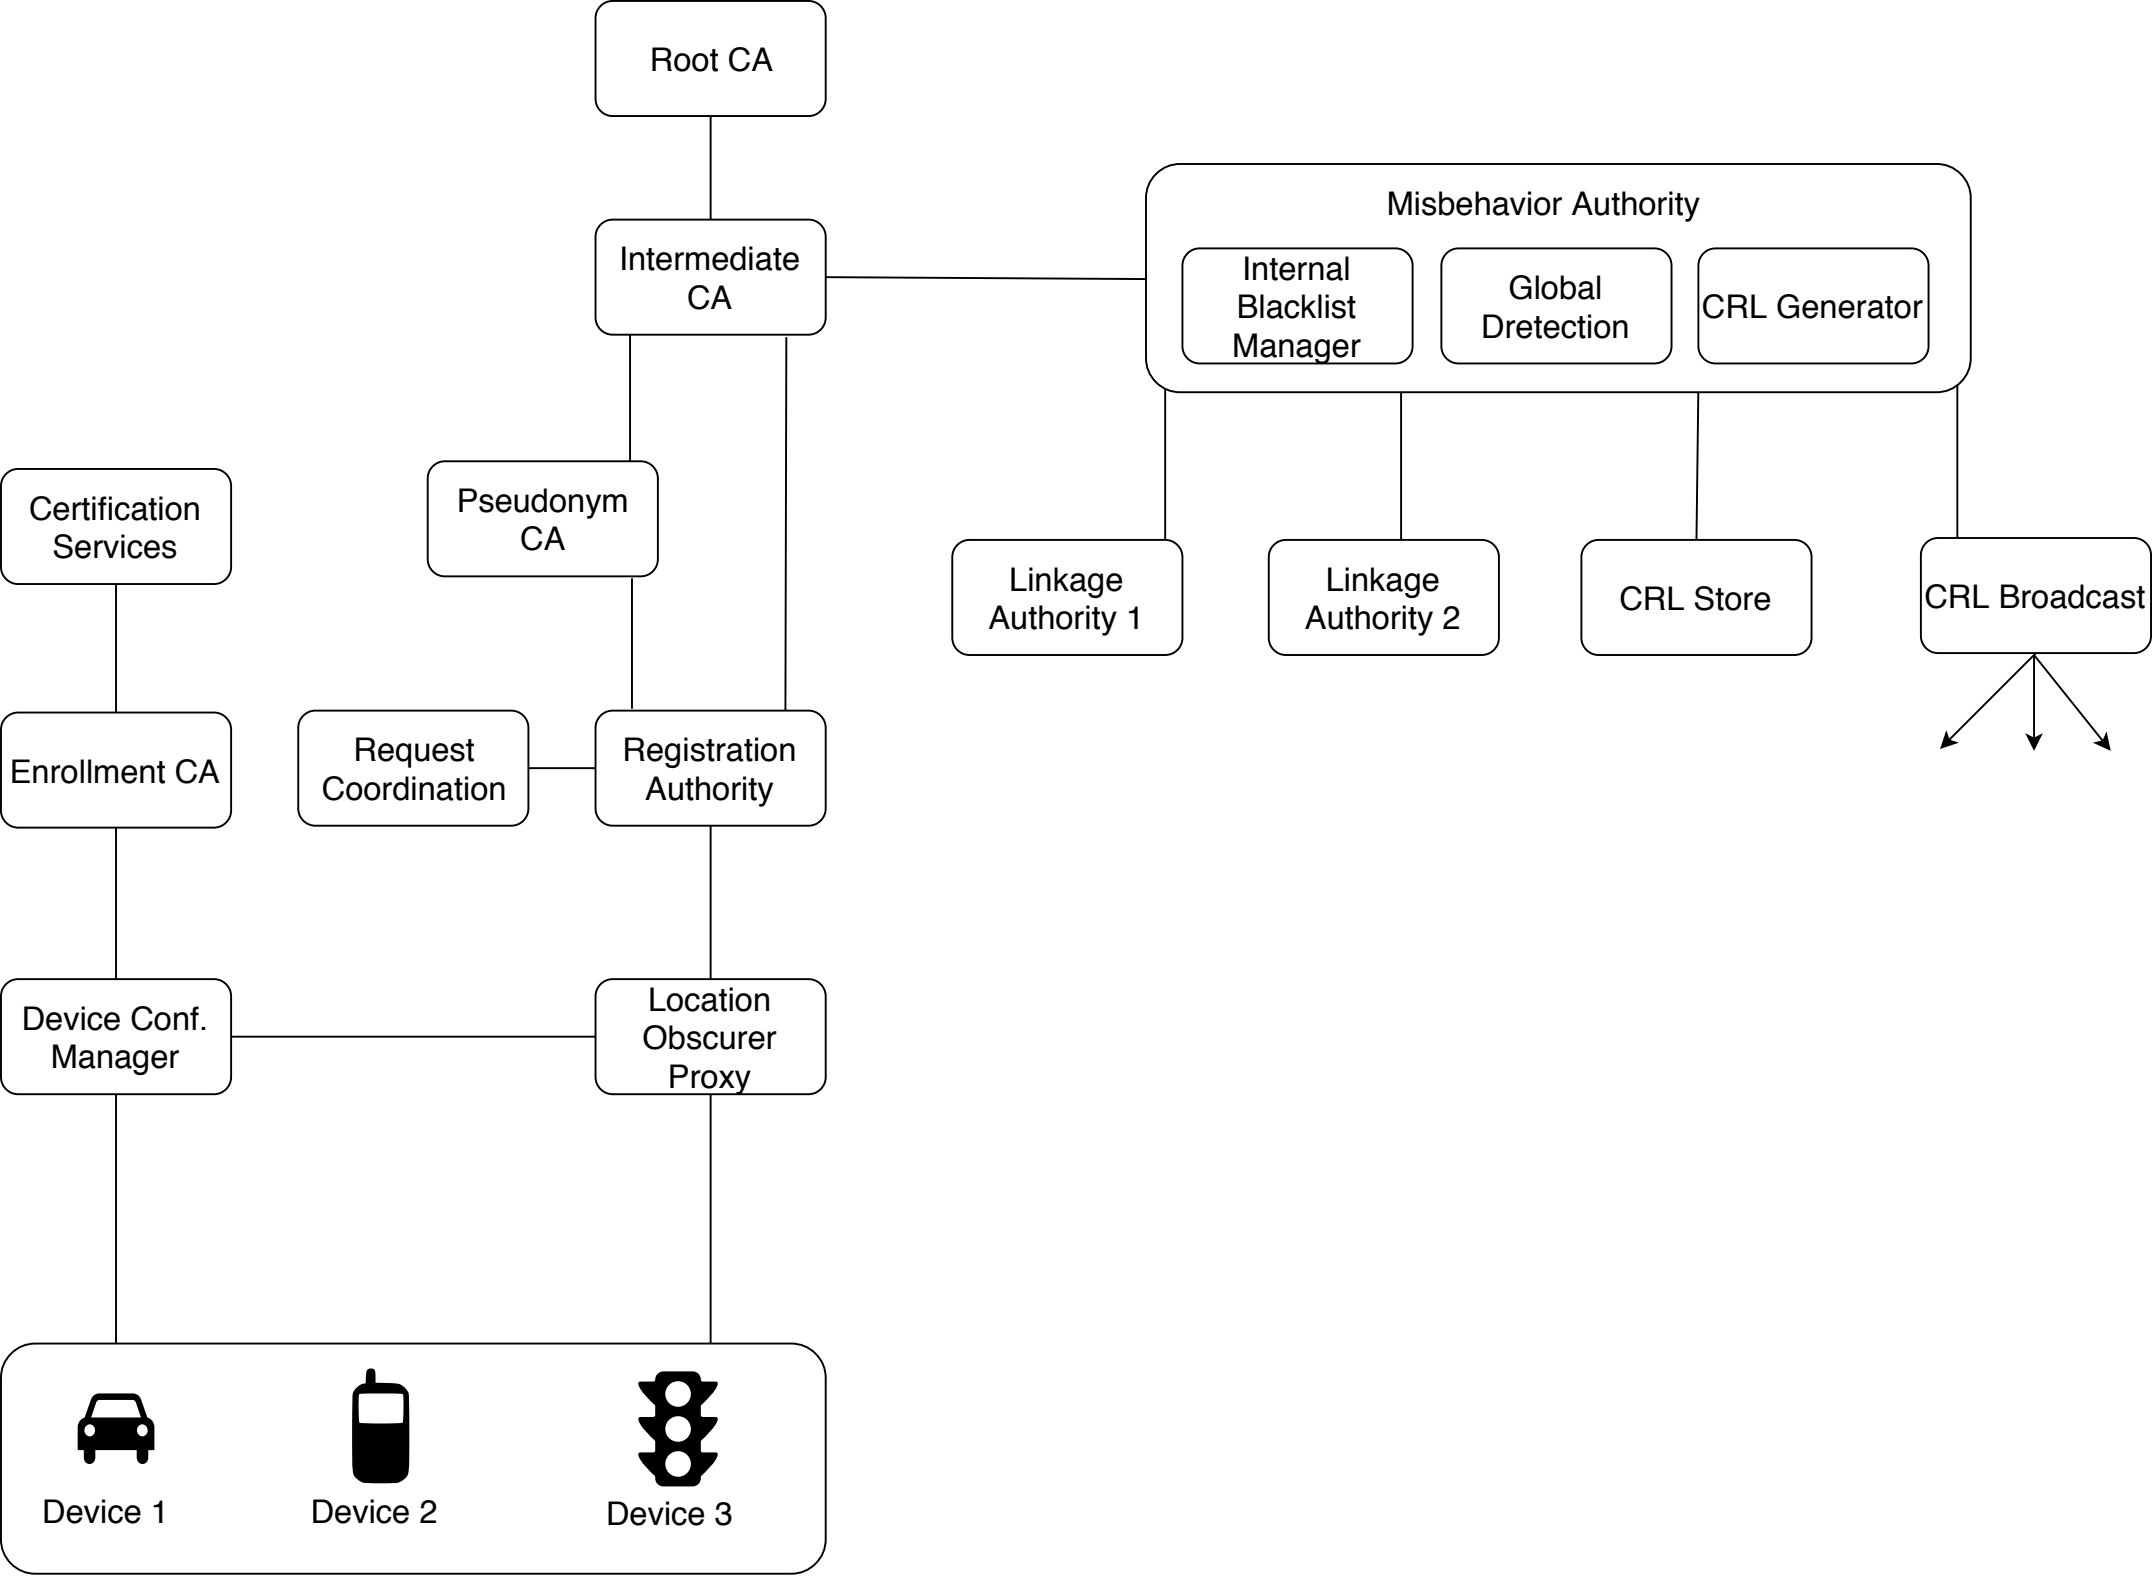 Root CA
Misbehavior Authority
Intermediate
CA
Internal
Blacklist
Manager
Global
Dretection
CRL Generator
Certification
Services
Pseudonym
CA
Linkage
Authority 1
Linkage
Authority 2
CRL Store
CRL Broadcast
Enrollment CA
Request
Coordination
Registration
Authority
Device Conf.
Manager
Location
Obscurer
Proxy
Device 1
Device 2
Device 3